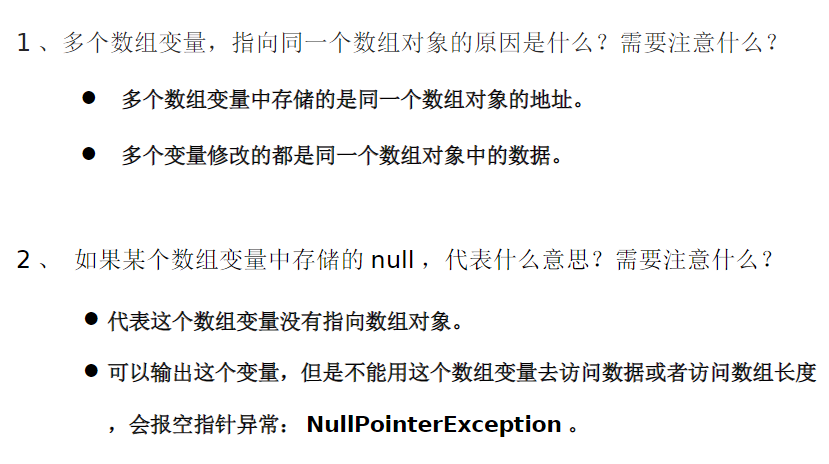 1 、多个数组变量，指向同一个数组对象的原因是什么？需要注意什么？
● 多个数组变量中存储的是同一个数组对象的地址。
● 多个变量修改的都是同一个数组对象中的数据。
2 、 如果某个数组变量中存储的 null ，代表什么意思？需要注意什么？
● 代表这个数组变量没有指向数组对象。
● 可以输出这个变量，但是不能用这个数组变量去访问数据或者访问数组长度
，会报空指针异常： NullPointerException 。